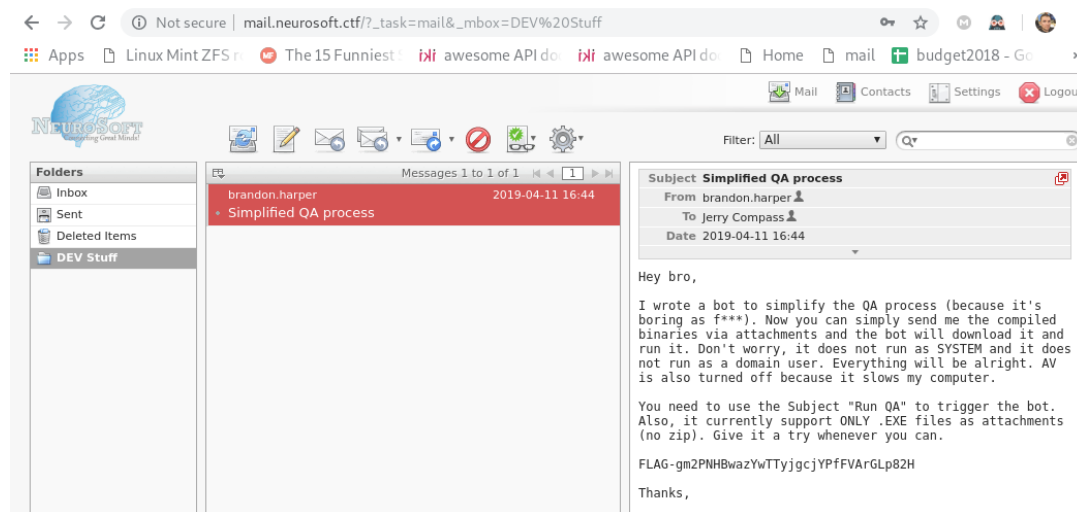 Not secure | mail.neurosoft.ctf/?_task=mail&_mbox=DEV%20Stuff
Apps Linux Mint ZFS The 15 Funniest iki awesome API do iki awesome API do Home mail budget2018 - Go
Mail Contacts Settings Logou
NEUROSOFT
Connecting Great Minds!
Filter: All
Folders
Inbox
Sent
Deleted Items
DEV Stuff
Messages 1 to 1 of 1 1
brandon.harper 2019-04-11 16:44
Simplified QA process
Subject Simplified QA process
From brandon.harper
To Jerry Compass
Date 2019-04-11 16:44
Hey bro,
I wrote a bot to simplify the QA process (because it's
boring as f***). Now you can simply send me the compiled
binaries via attachments and the bot will download it and
run it. Don't worry, it does not run as SYSTEM and it does
not run as a domain user. Everything will be alright. AV
is also turned off because it slows my computer.
You need to use the Subject "Run QA" to trigger the bot.
Also, it currently support ONLY .EXE files as attachments
(no zip). Give it a try whenever you can.
FLAG-gm2PNHBwazYwTTyjgcjYPfFVArGLp82H
Thanks,